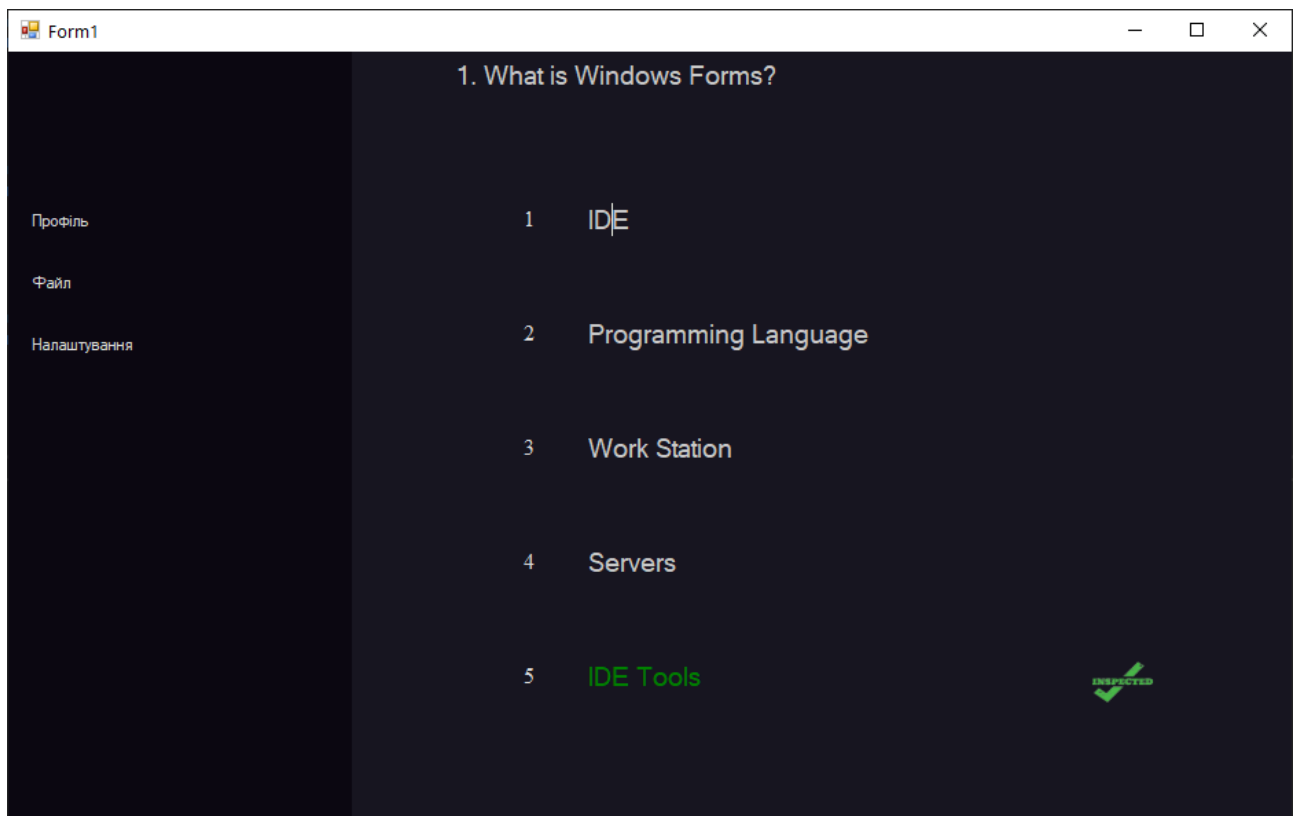 Form1
1. What is Windows Forms?
Профіль
Файл
Налаштування
1 IDE
2 Programming Language
3 Work Station
4 Servers
5 IDE Tools
INSPECTED